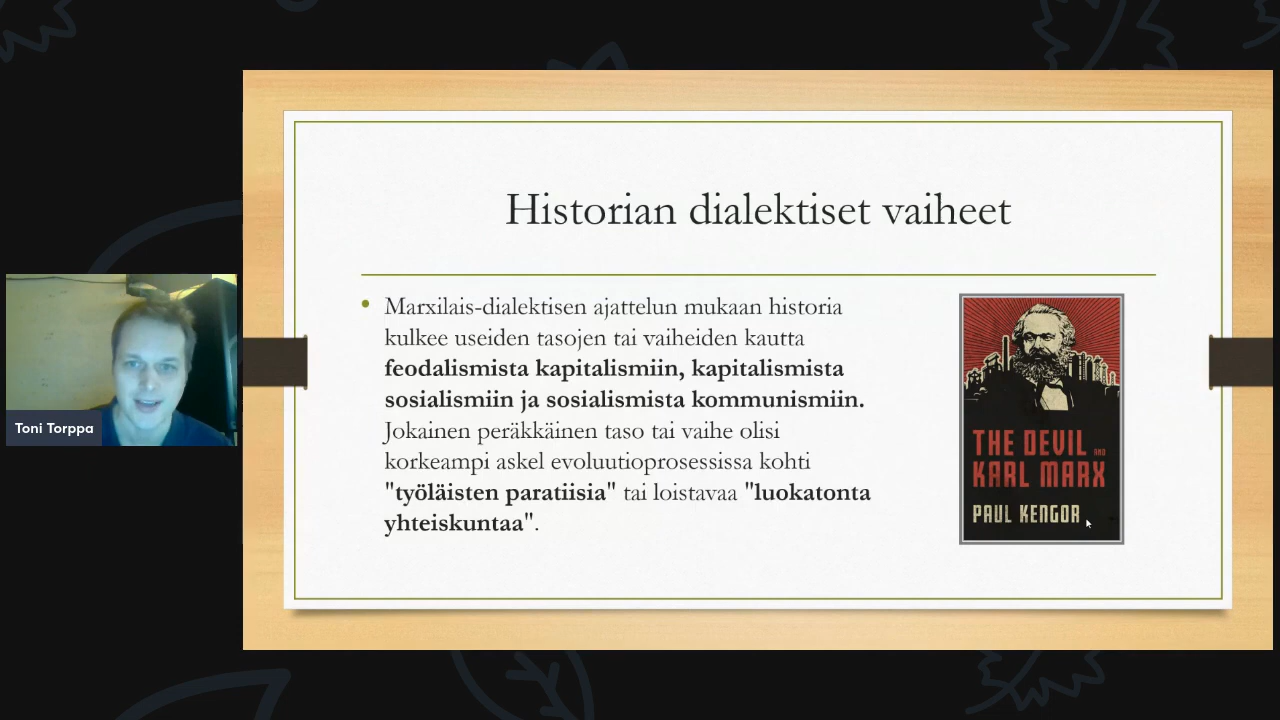 Historian dialektiset vaiheet
Marxilais-dialektisen ajattelun mukaan historia
kulkee useiden tasojen tai vaiheiden kautta
feodalismista kapitalismiin, kapitalismista
sosialismiin ja sosialismista kommunismiin.
Jokainen peräkkäinen taso tai vaihe olisi
korkeampi askel evoluutioprosessissa kohti
"työläisten paratiisia" tai loistavaa "luokatonta
yhteiskuntaa".
THE DEVIL AND
KARL MARX
PAUL KENGOR
Toni Torppa